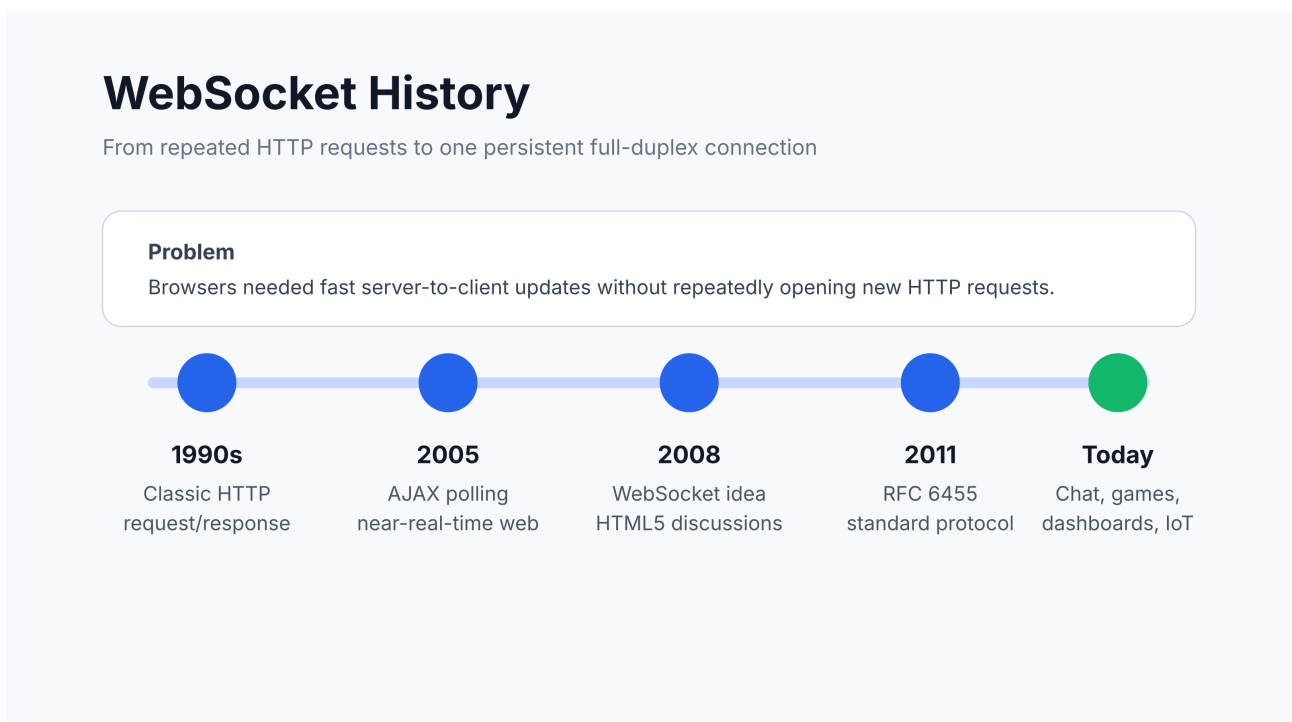 WebSocket History
From repeated HTTP requests to one persistent full-duplex connection
Problem
Browsers needed fast server-to-client updates without repeatedly opening new HTTP requests.
1990s
Classic HTTP
request/response
2005
AJAX polling
near-real-time web
2008
WebSocket idea
HTML5 discussions
2011
RFC 6455
standard protocol
Today
Chat, games,
dashboards, IoT